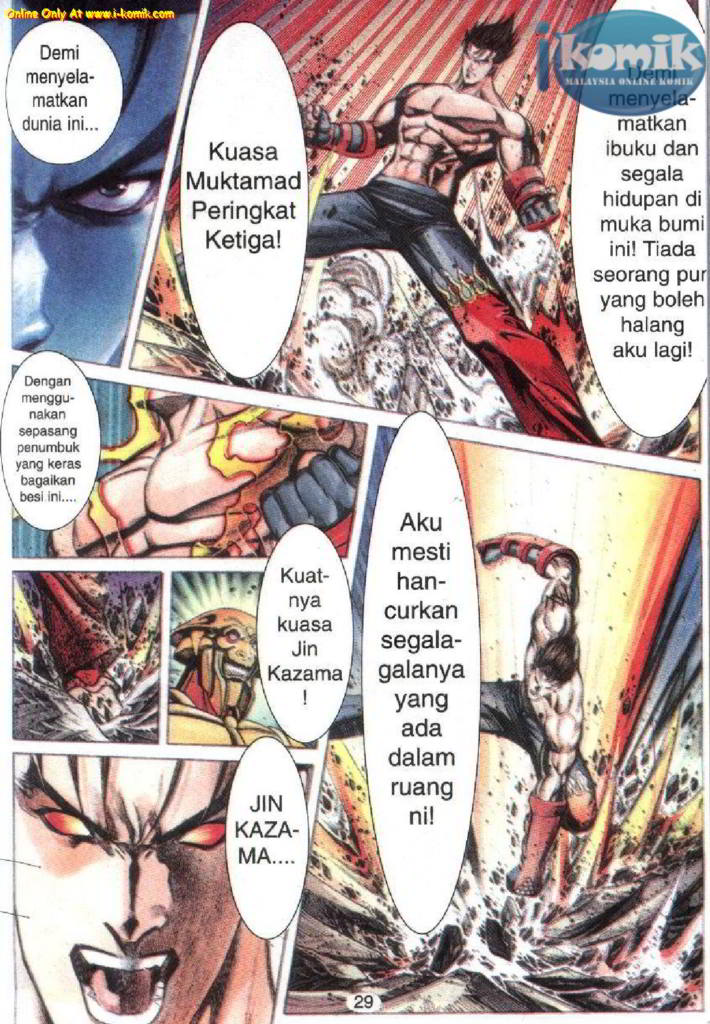 Online Only At www.i-komik.com
ikomik
MALAYSIA ONLINE KOMIK
Demi
menyela-
matkan
dunia ini...
Kuasa
Muktamad
Peringkat
Ketiga!
Demi
menyela-
matkan
ibuku dan
segala
hidupan di
muka bumi
ini! Tiada
seorang pur
yang boleh
halang
aku lagi!
Dengan
menggu-
nakan
sepasang
penumbuk
yang keras
bagaikan
besi ini....
Aku
mesti
han-
curkan
segala-
galanya
yang
ada
dalam
ruang
ni!
Kuat-
nya
kuasa
Jin
Kazama
!
JIN
KAZA-
MA....
29